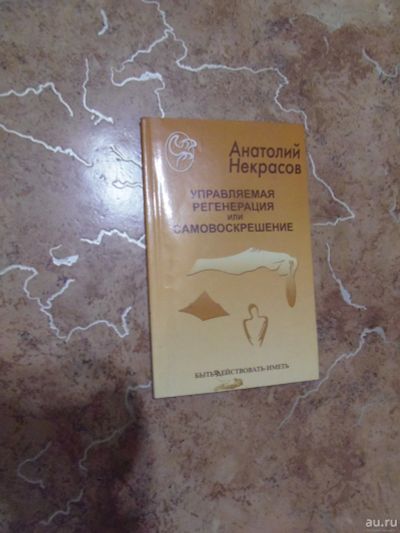 Анатолий
Некрасов
УПРАВЛЯЕМАЯ
РЕГЕНЕРАЦИЯ
ИЛИ
САМОВОСКРЕШЕНИЕ
БЫТЬ-ДЕЙСТВОВАТЬ-ИМЕТЬ
au.ru